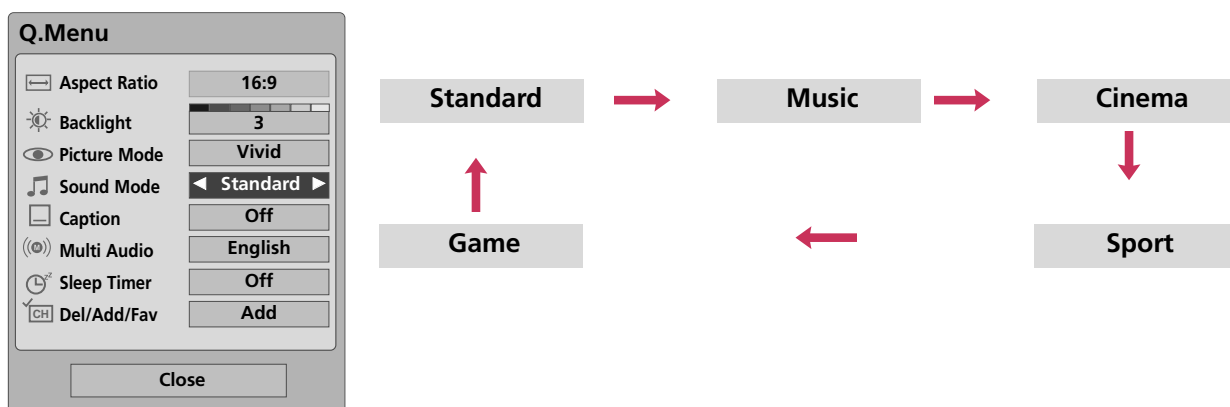 Q.Menu
Aspect Ratio 16:9
Backlight 3
Picture Mode Vivid
Sound Mode ◀ Standard ▶
Caption Off
Multi Audio English
Sleep Timer Off
CH Del/Add/Fav Add
Close
Standard Music Cinema
Game Sport